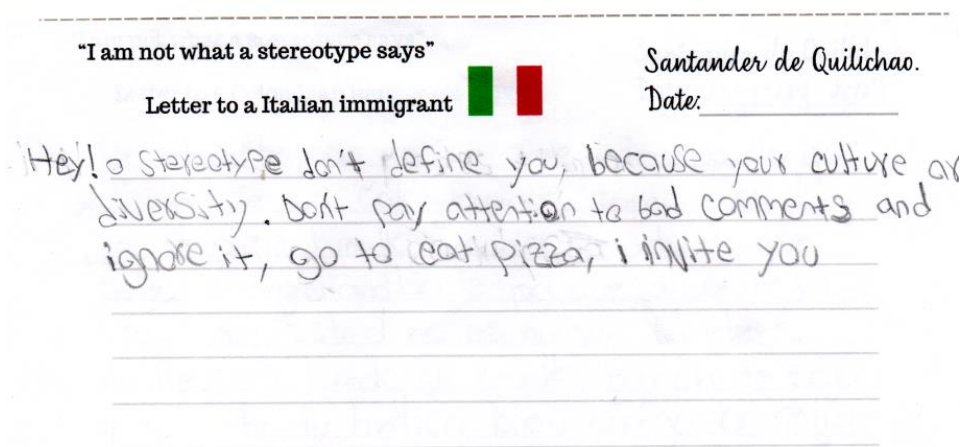 "I am not what a stereotype says"
Santander de Quilichao.
Letter to a Italian immigrant
Date:
Hey! a stereotype don't define you, because your culture ar
diversity. Don't pay attention to bad comments and
ignore it, go to eat pizza, i invite you